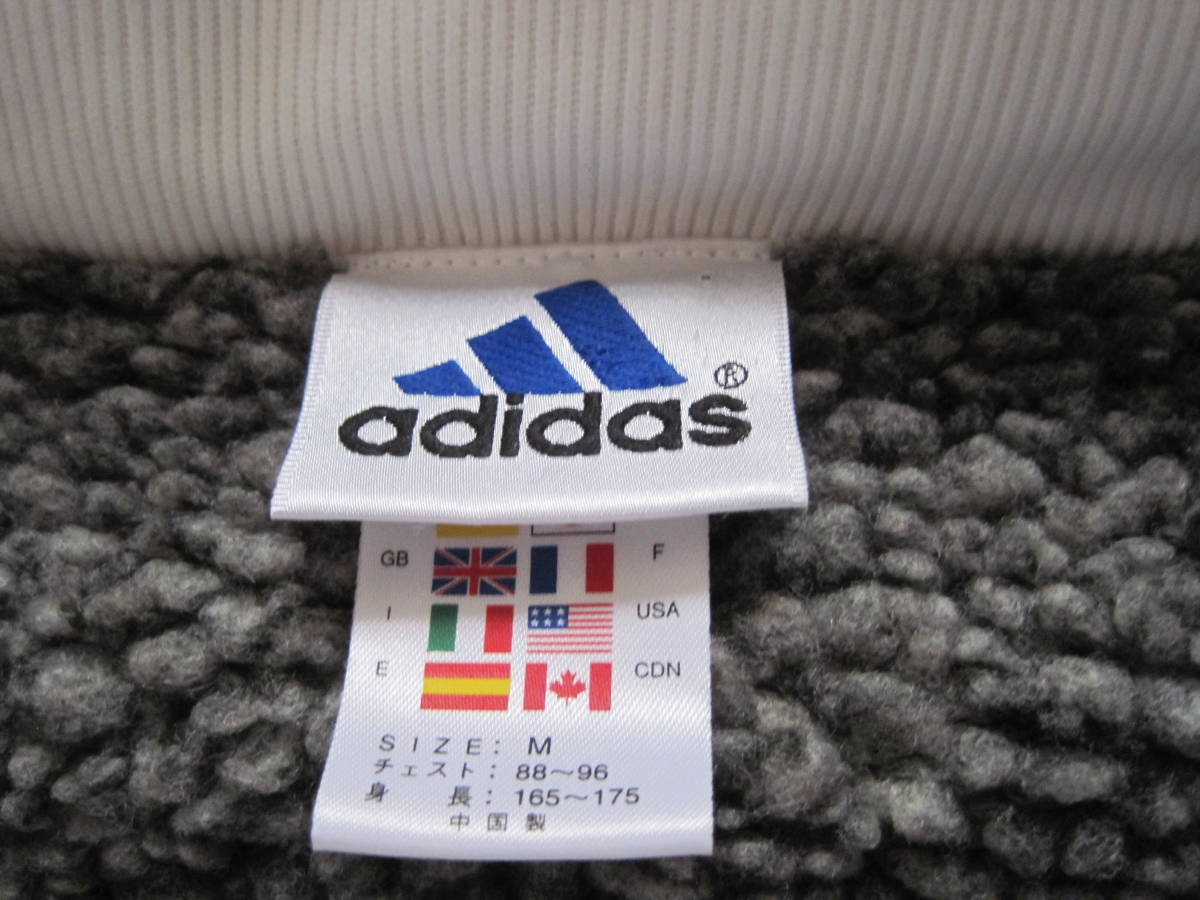 adidas®
GB F
I USA
E CDN
SIZE: M
チェスト: 88～96
身 長: 165～175
中国製